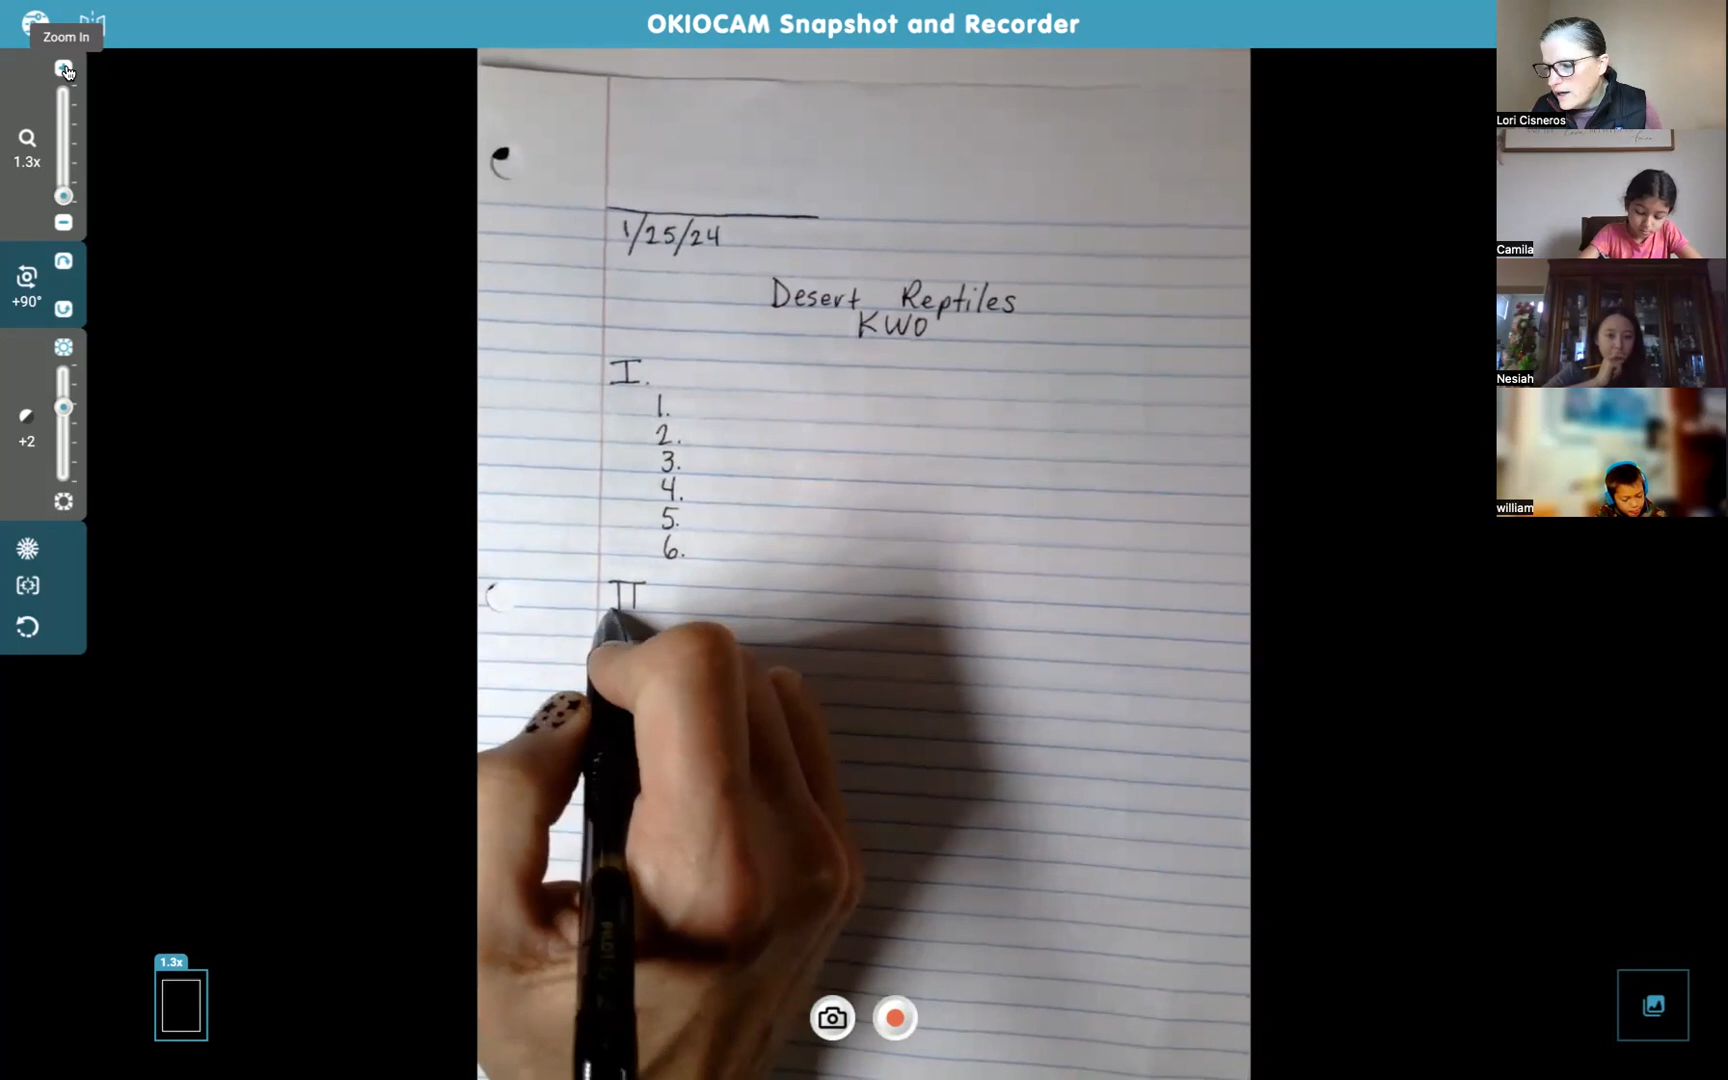 OKIOCAM Snapshot and Recorder
Zoom In
1.3x
+90°
+2
1/25/24
Desert Reptiles
KWO
I.
1.
2.
3.
4.
5.
6.
II
PILOT
1.3x
Lori Cisneros
Camila
Nesiah
william